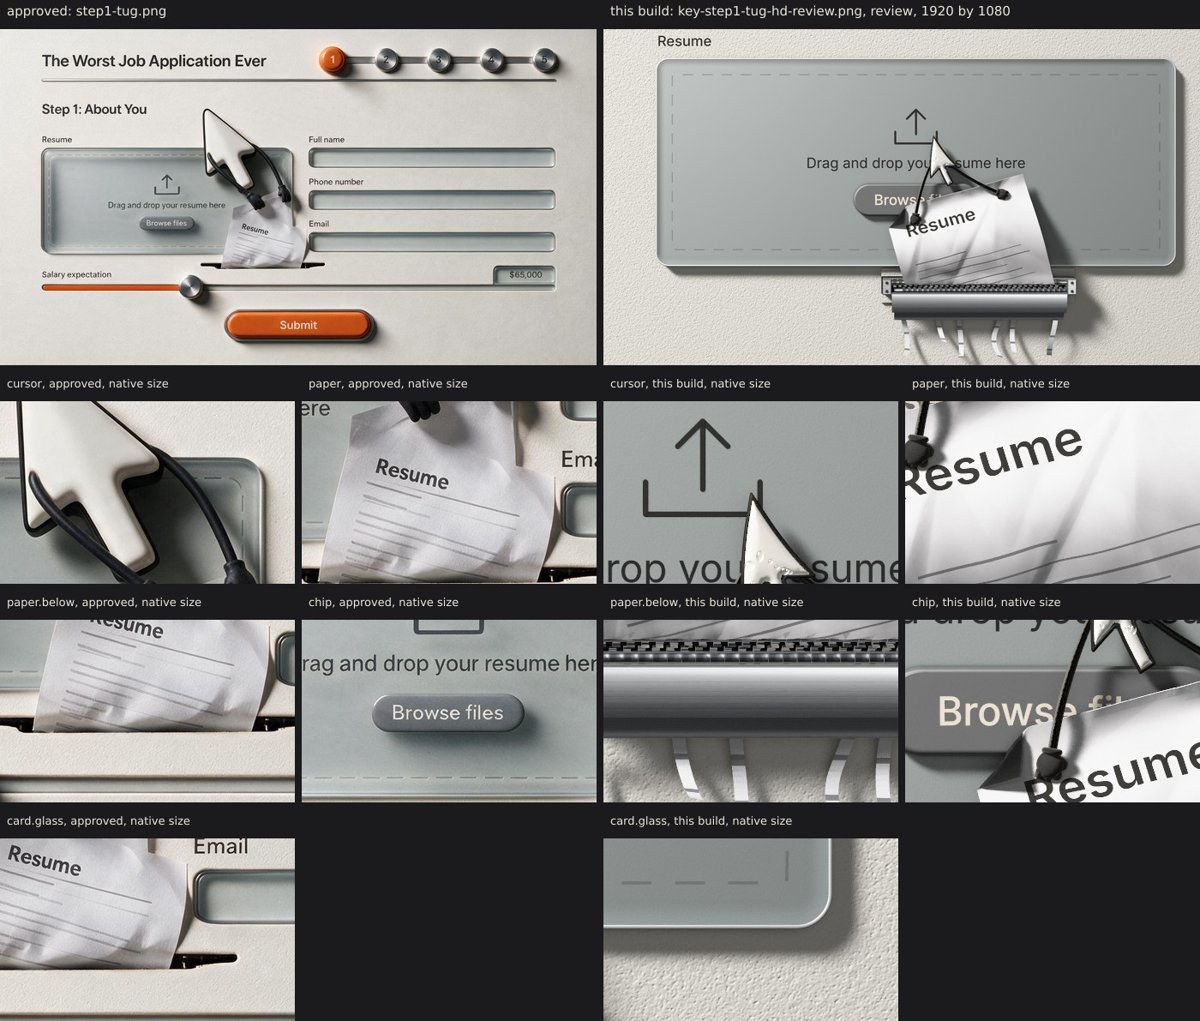 approved: step1-tug.png
this build: key-step1-tug-hd-review.png, review, 1920 by 1080
The Worst Job Application Ever
1
2
3
4
5
Step 1: About You
Resume
Full name
Drag and drop your resume here
Browse files
Phone number
Email
Resume
Salary expectation
$65,000
Submit
Resume
Drag and drop you sume here
Browse
Resume
cursor, approved, native size
paper, approved, native size
cursor, this build, native size
paper, this build, native size
ere
Resume
Ema
rop you sume
Resume
paper.below, approved, native size
chip, approved, native size
paper.below, this build, native size
chip, this build, native size
Resume
rag and drop your resume her
Browse files
Browse fi
Resume
card.glass, approved, native size
card.glass, this build, native size
Resume
Email